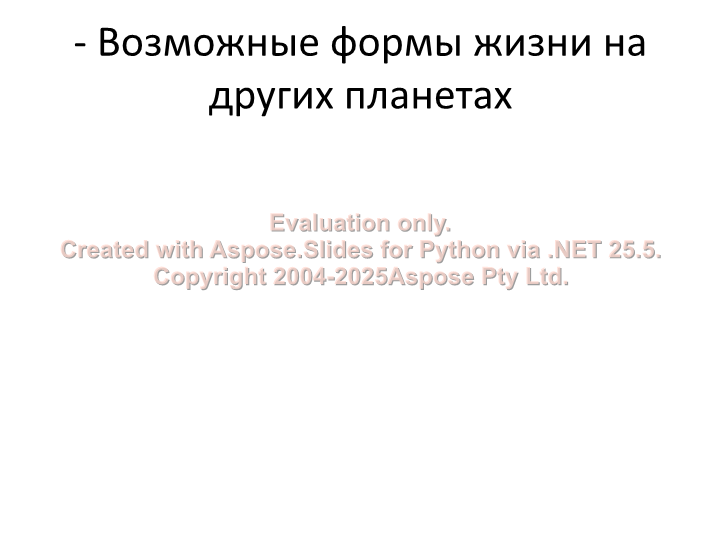 - Возможные формы жизни на
других планетах
Evaluation only.
Created with Aspose.Slides for Python via .NET 25.5.
Copyright 2004-2025Aspose Pty Ltd.